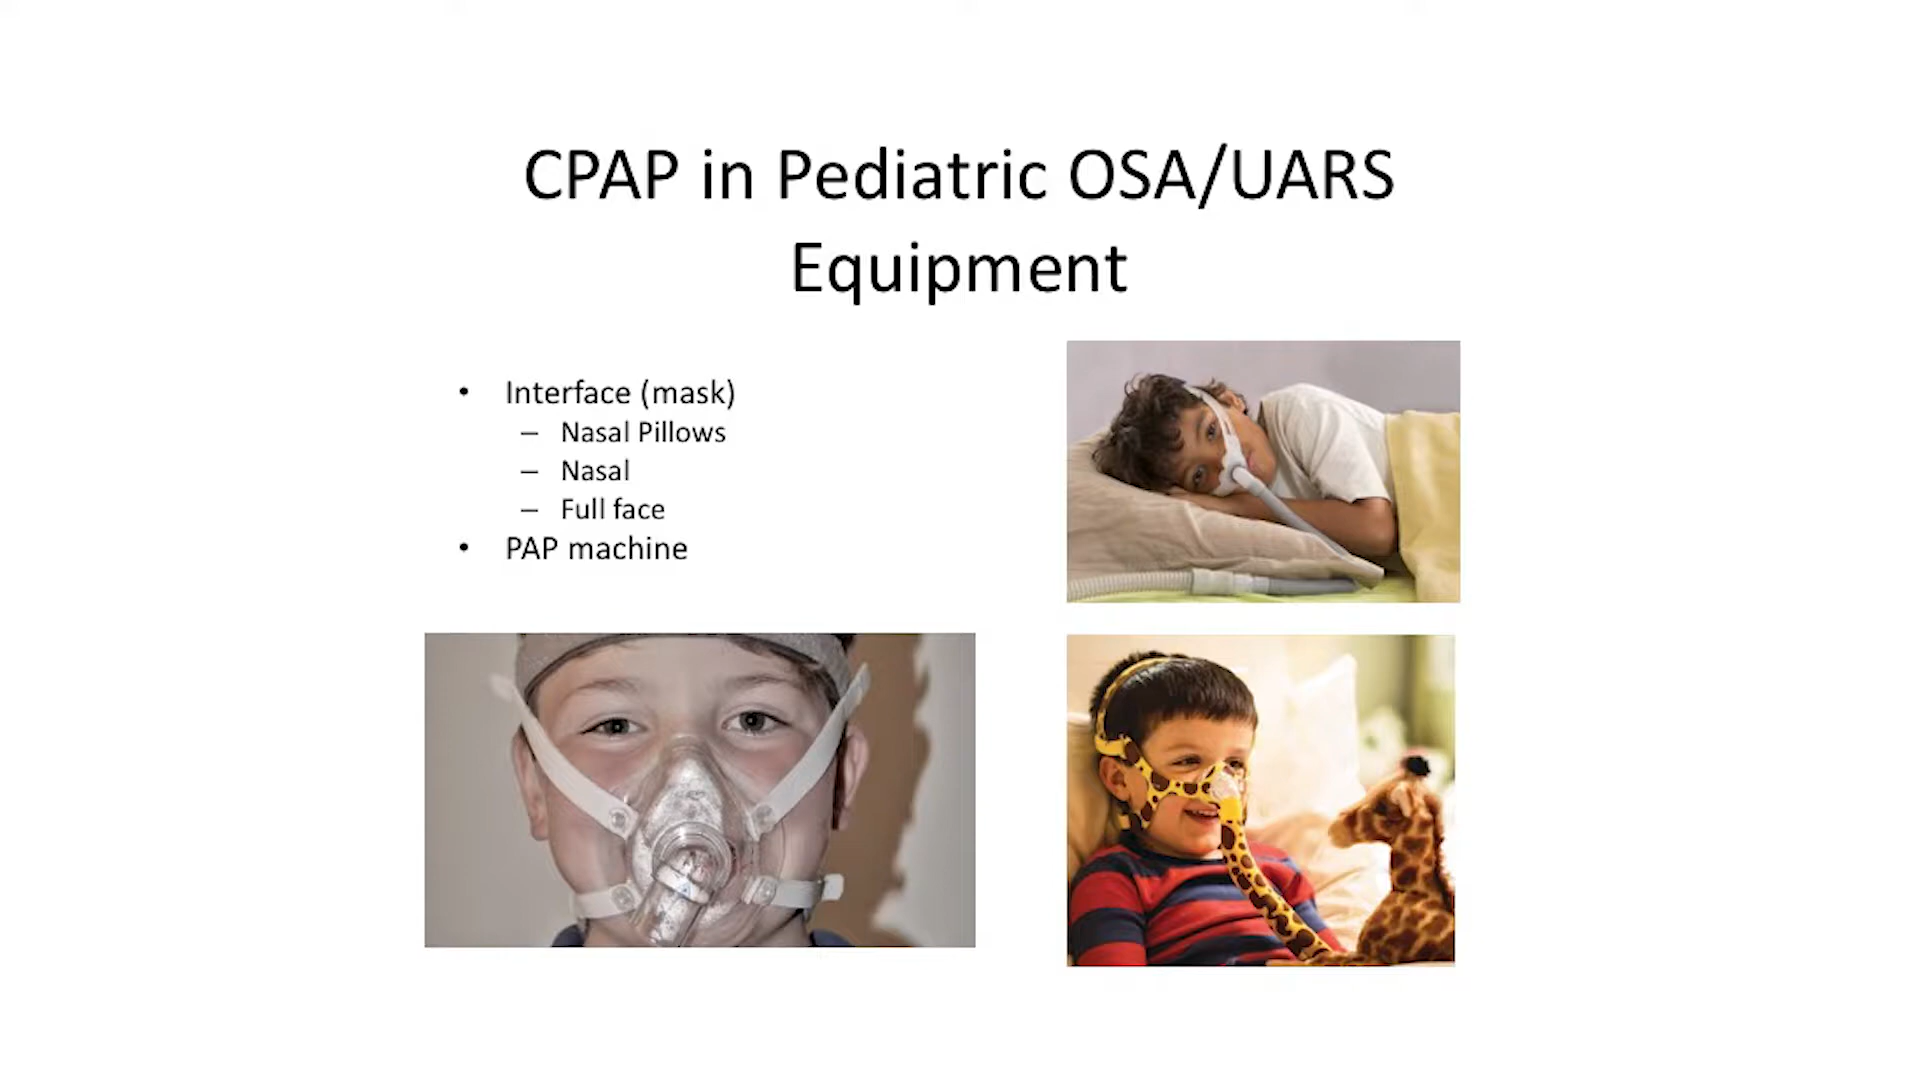 CPAP in Pediatric OSA/UARS
Equipment
• Interface (mask)
– Nasal Pillows
– Nasal
– Full face
• PAP machine